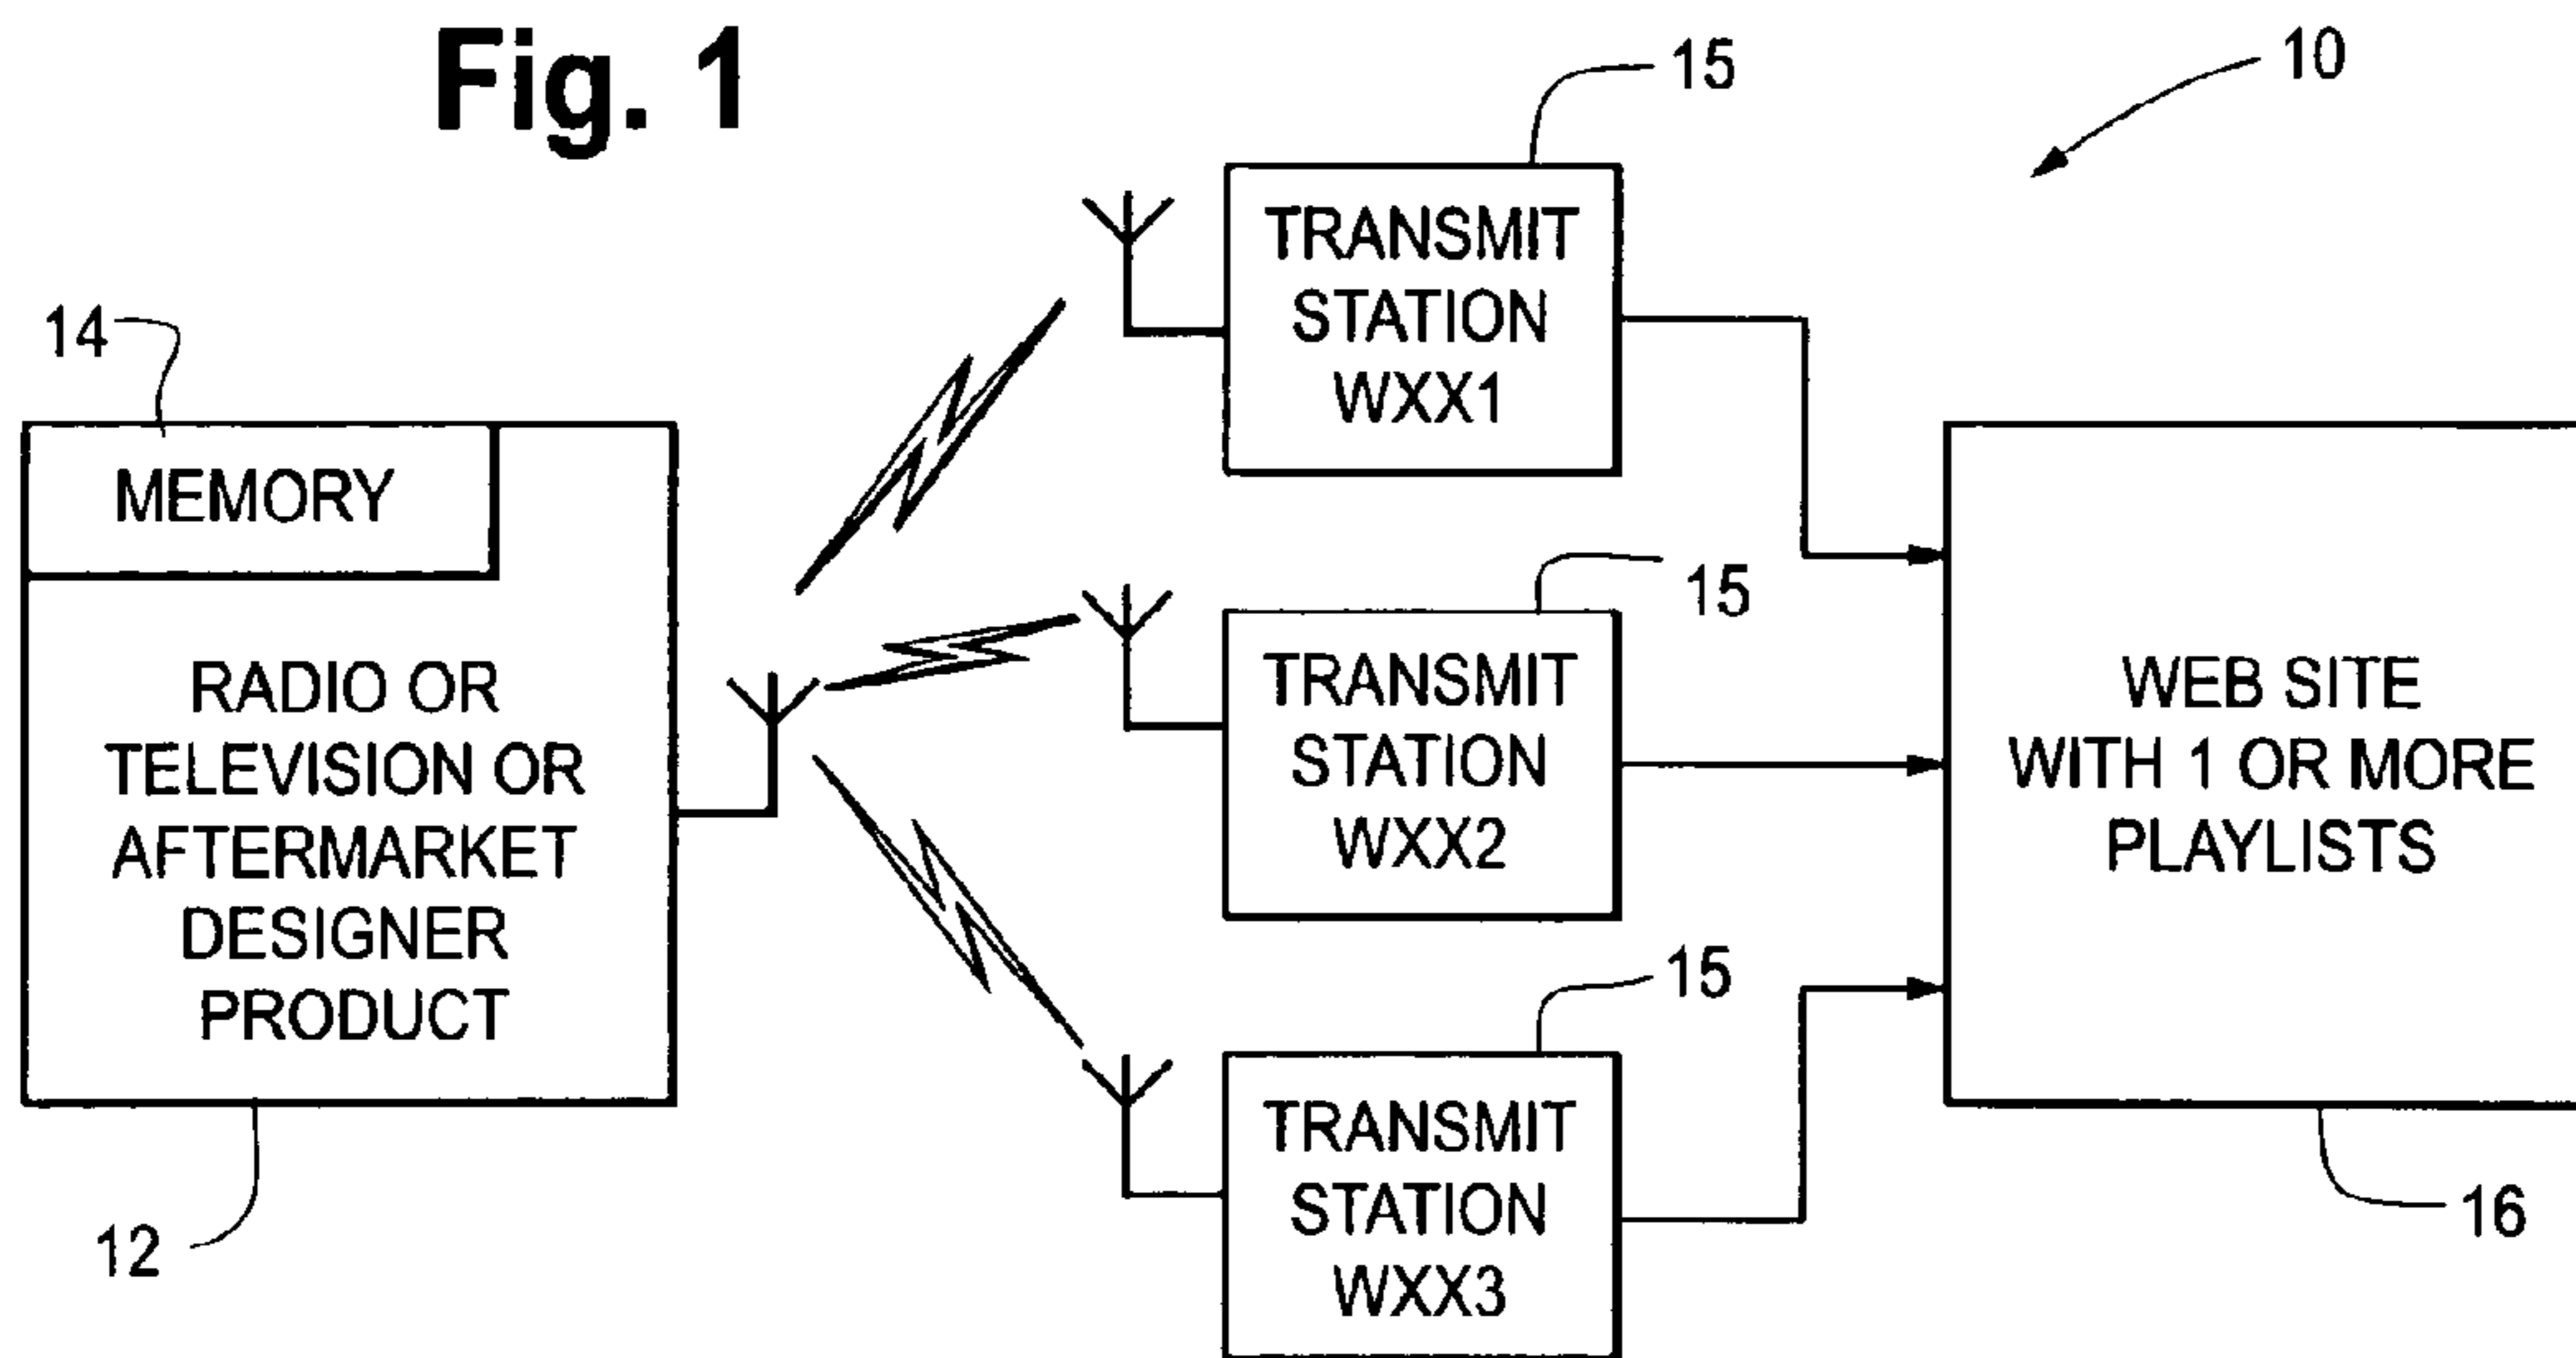 Fig. 1
10
14
MEMORY
RADIO OR
TELEVISION OR
AFTERMARKET
DESIGNER
PRODUCT
12
15
TRANSMIT
STATION
WXX1
15
TRANSMIT
STATION
WXX2
15
TRANSMIT
STATION
WXX3
WEB SITE
WITH 1 OR MORE
PLAYLISTS
16